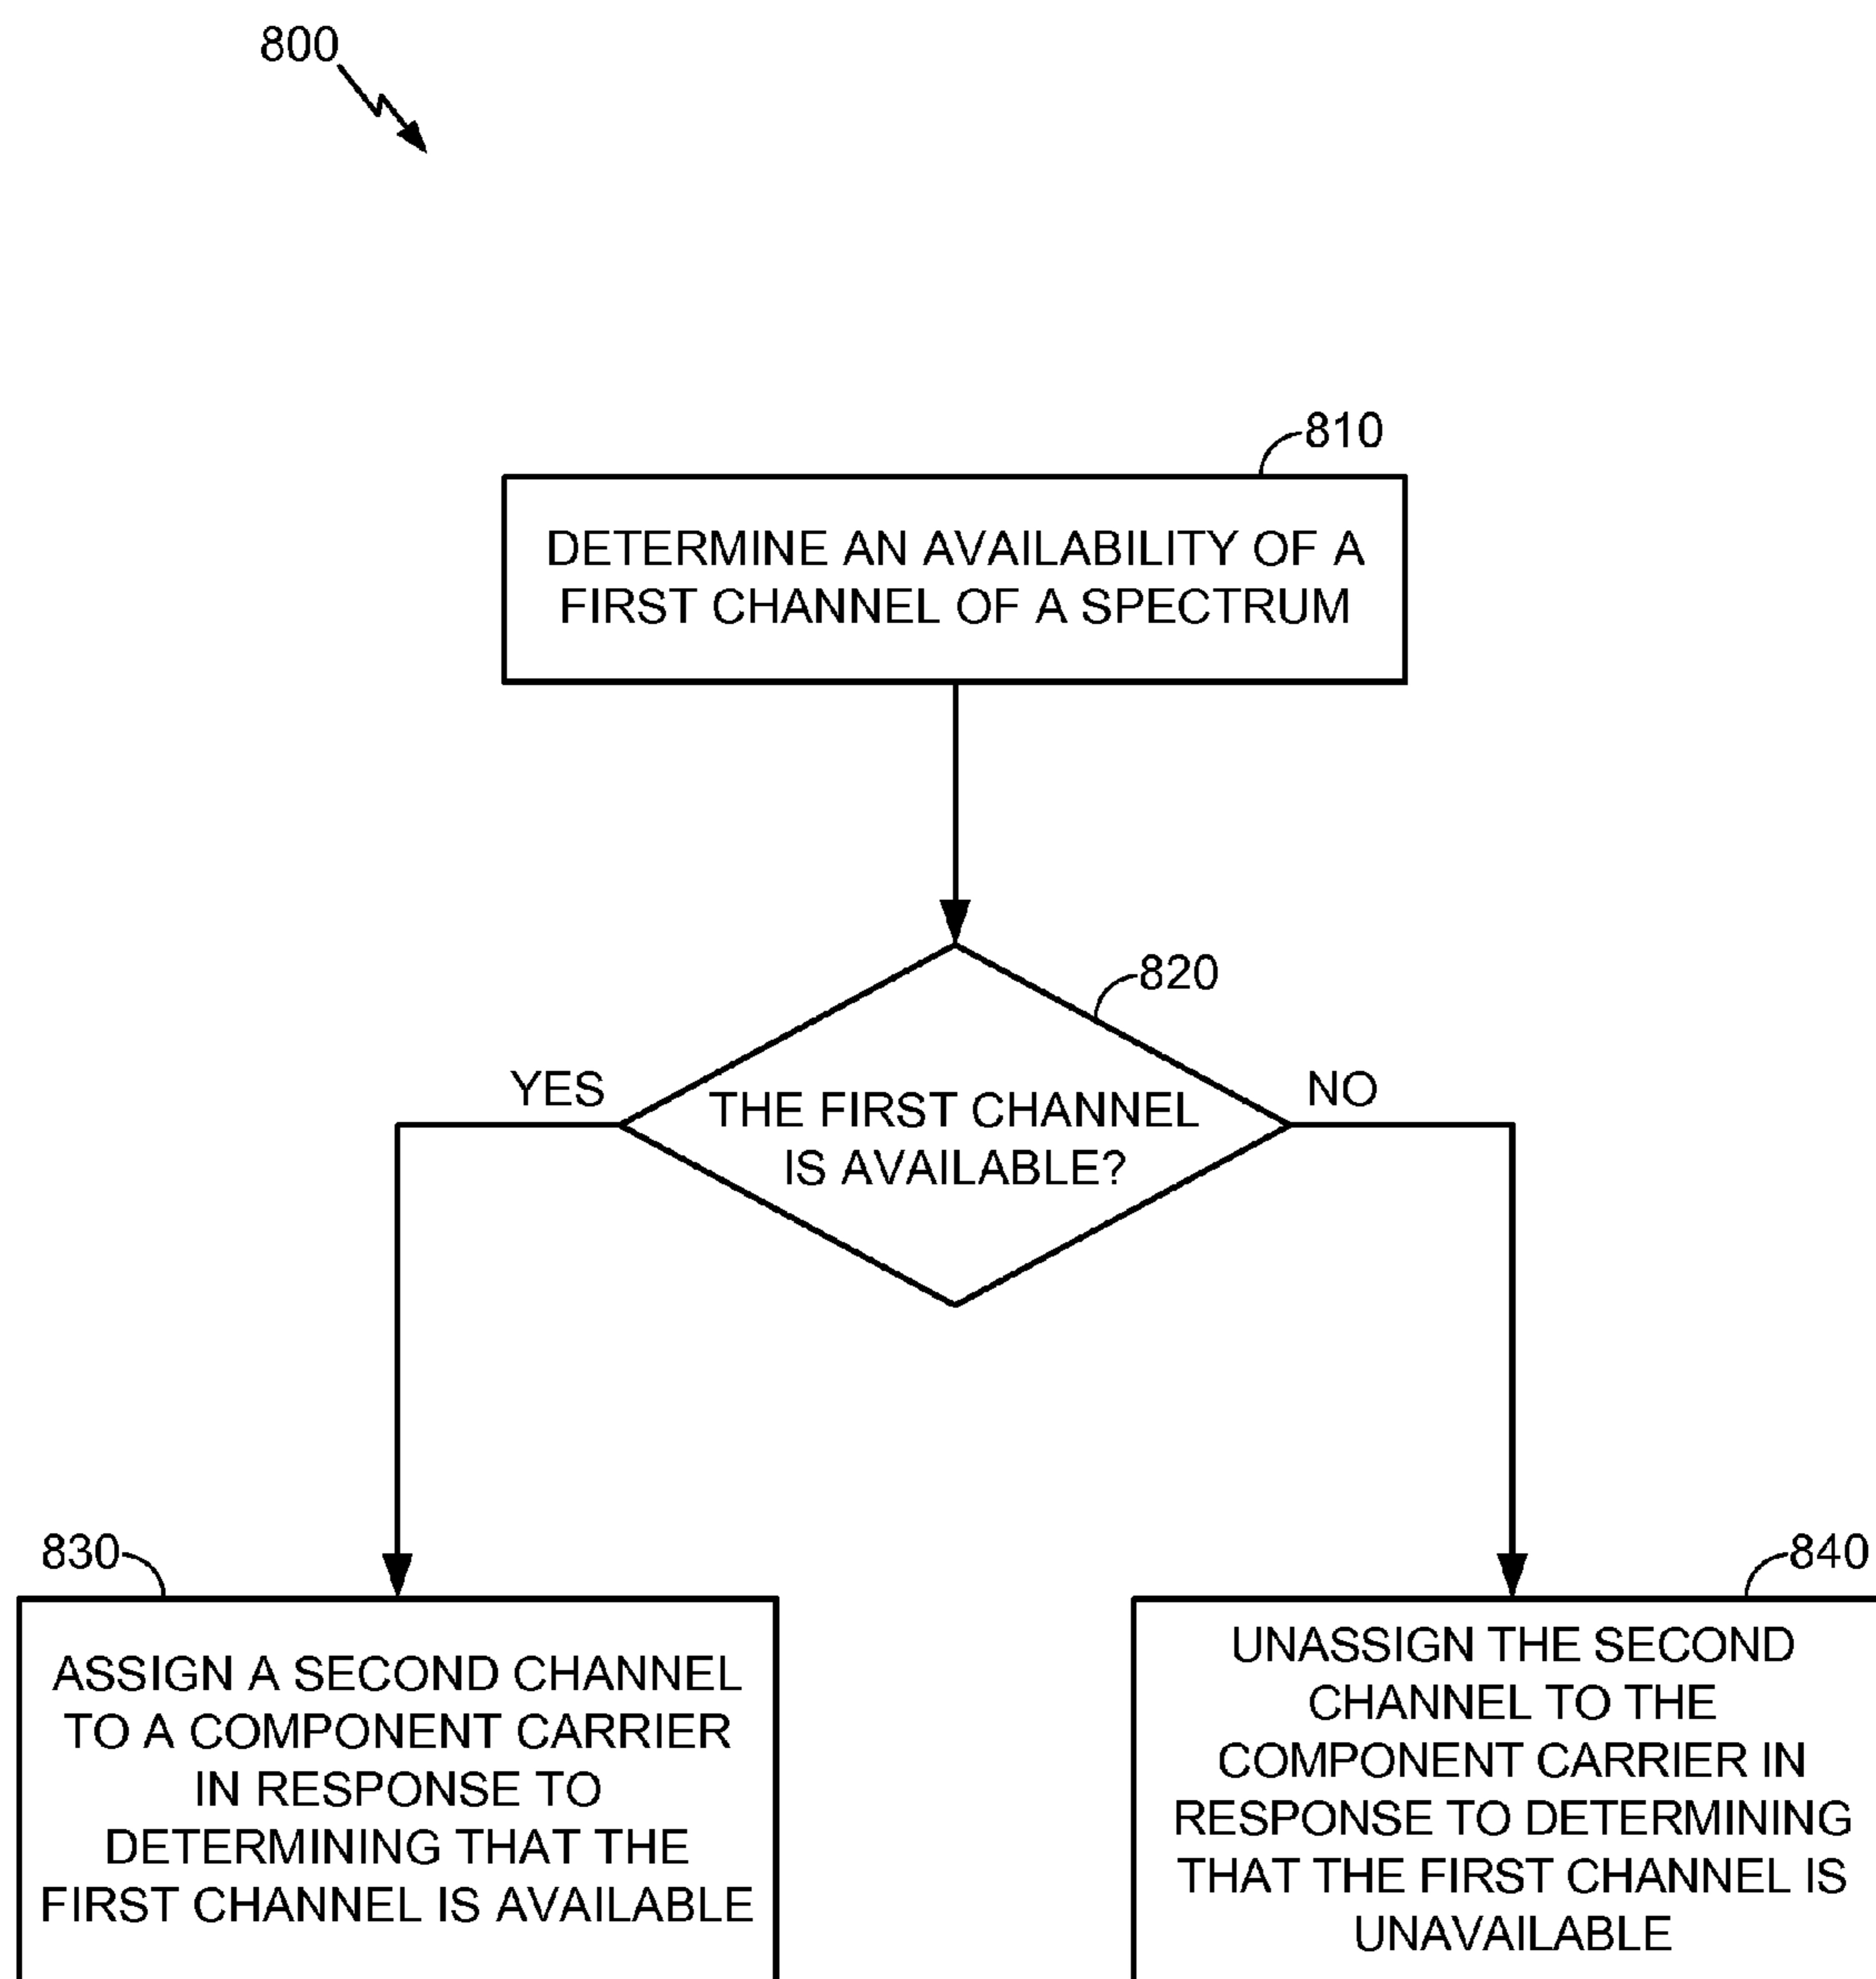 800
810
DETERMINE AN AVAILABILITY OF A
FIRST CHANNEL OF A SPECTRUM
820
YES
NO
THE FIRST CHANNEL
IS AVAILABLE?
830
ASSIGN A SECOND CHANNEL
TO A COMPONENT CARRIER
IN RESPONSE TO
DETERMINING THAT THE
FIRST CHANNEL IS AVAILABLE
840
UNASSIGN THE SECOND
CHANNEL TO THE
COMPONENT CARRIER IN
RESPONSE TO DETERMINING
THAT THE FIRST CHANNEL IS
UNAVAILABLE